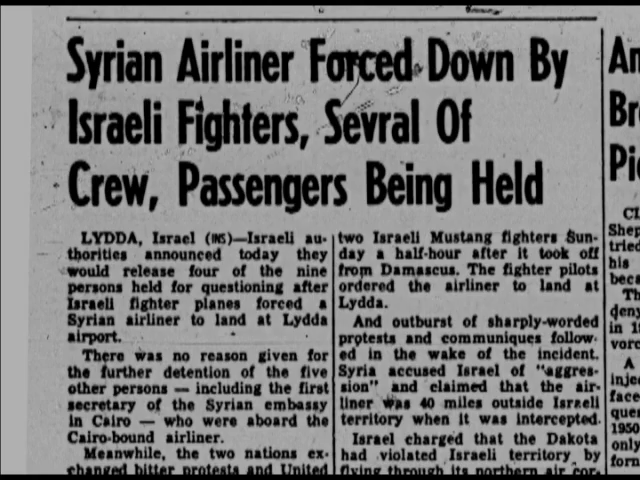 Syrian Airliner Forced Down By
Israeli Fighters, Sevral Of
Crew, Passengers Being Held
LYDDA, Israel (INS)—Israeli au-
thorities announced today they
would release four of the nine
persons held for questioning after
Israeli fighter planes forced a
Syrian airliner to land at Lydda
airport.
There was no reason given for
the further detention of the five
other persons — including the first
secretary of the Syrian embassy
in Cairo — who were aboard the
Cairo-bound airliner.
Meanwhile, the two nations ex-
changed bitter protests and United
two Israeli Mustang fighters Sun-
day a half-hour after it took off
from Damascus. The fighter pilots
ordered the airliner to land at
Lydda.
And outburst of sharply-worded
protests and communiques follow-
ed in the wake of the incident.
Syria accused Israel of "aggres-
sion" and claimed that the air-
liner was 40 miles outside Israeli
territory when it was intercepted.
Israel charged that the Dakota
had violated Israeli territory by
flying through its northern air cor-
An
Br
Pi
CL
Shep
tried
his
beca
Th
deny
in 1
vorc
A
injec
face
ques
1950
only
forn